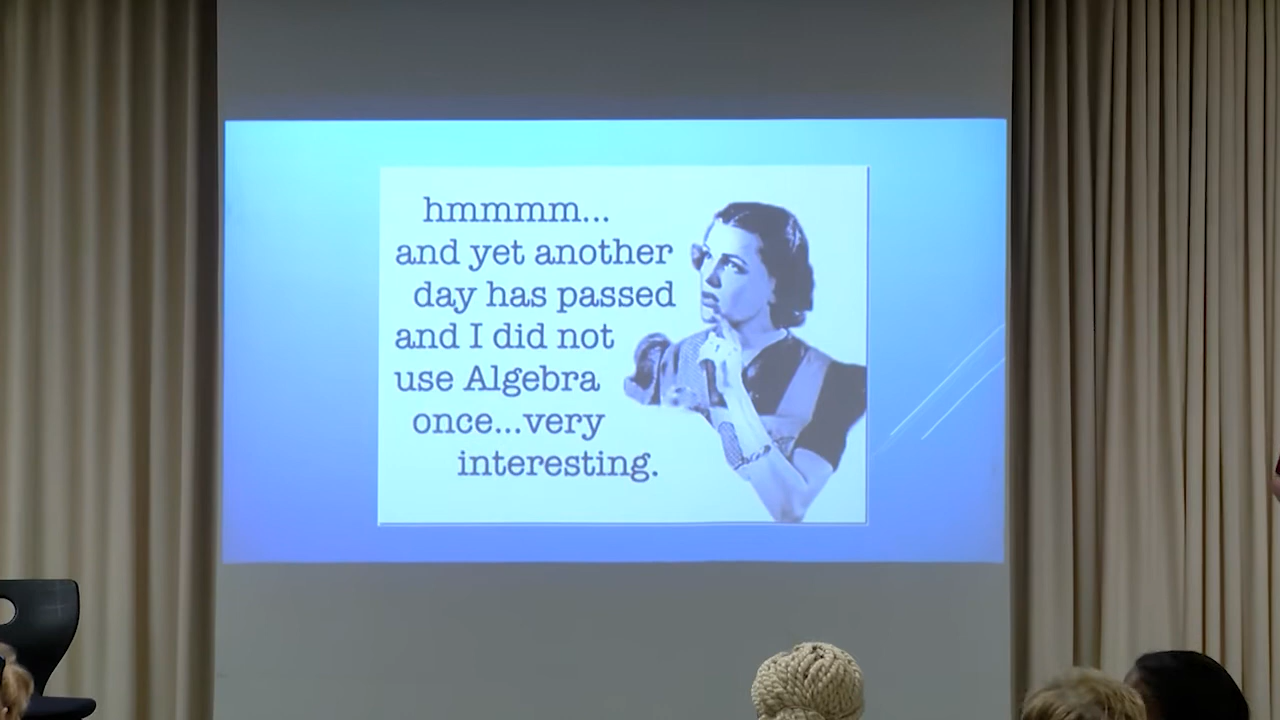 hmmmm...
and yet another
day has passed
and I did not
use Algebra
once...very
interesting.